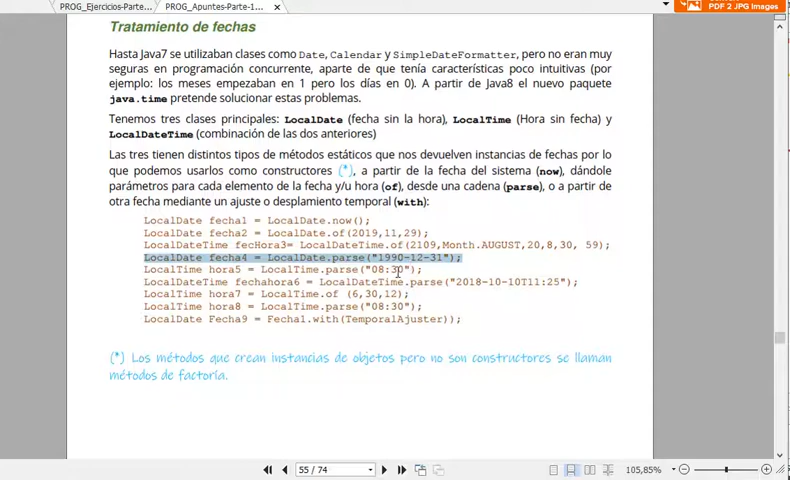 PROG_Ejercicios-Parte...
PROG_Apuntes-Parte-1...
PDF 2 JPG Images
Tratamiento de fechas
Hasta Java7 se utilizaban clases como Date, Calendar y SimpleDateFormatter, pero no eran muy
seguras en programación concurrente, aparte de que tenía características poco intuitivas (por
ejemplo: los meses empezaban en 1 pero los días en 0). A partir de Java8 el nuevo paquete
java.time pretende solucionar estas problemas.
Tenemos tres clases principales: LocalDate (fecha sin la hora), LocalTime (Hora sin fecha) y
LocalDateTime (combinación de las dos anteriores)
Las tres tienen distintos tipos de métodos estáticos que nos devuelven instancias de fechas por lo
que podemos usarlos como constructores (*), a partir de la fecha del sistema (now), dándole
parámetros para cada elemento de la fecha y/u hora (of), desde una cadena (parse), o a partir de
otra fecha mediante un ajuste o desplamiento temporal (with):
LocalDate fecha1 = LocalDate.now();
LocalDate fecha2 = LocalDate.of(2019,11,29);
LocalDateTime fecHora3= LocalDateTime.of(2109,Month.AUGUST,20,8,30, 59);
LocalDate fecha4 = LocalDate.parse("1990-12-31");
LocalTime hora5 = LocalTime.parse("08:30");
LocalDateTime fechahora6 = LocalDateTime.parse("2018-10-10T11:25");
LocalTime hora7 = LocalTime.of (6,30,12);
LocalTime hora8 = LocalTime.parse("08:30");
LocalDate Fecha9 = Fecha1.with(TemporalAjuster));
(*) Los métodos que crean instancias de objetos pero no son constructores se llaman
métodos de factoría.
55 / 74
105,85%